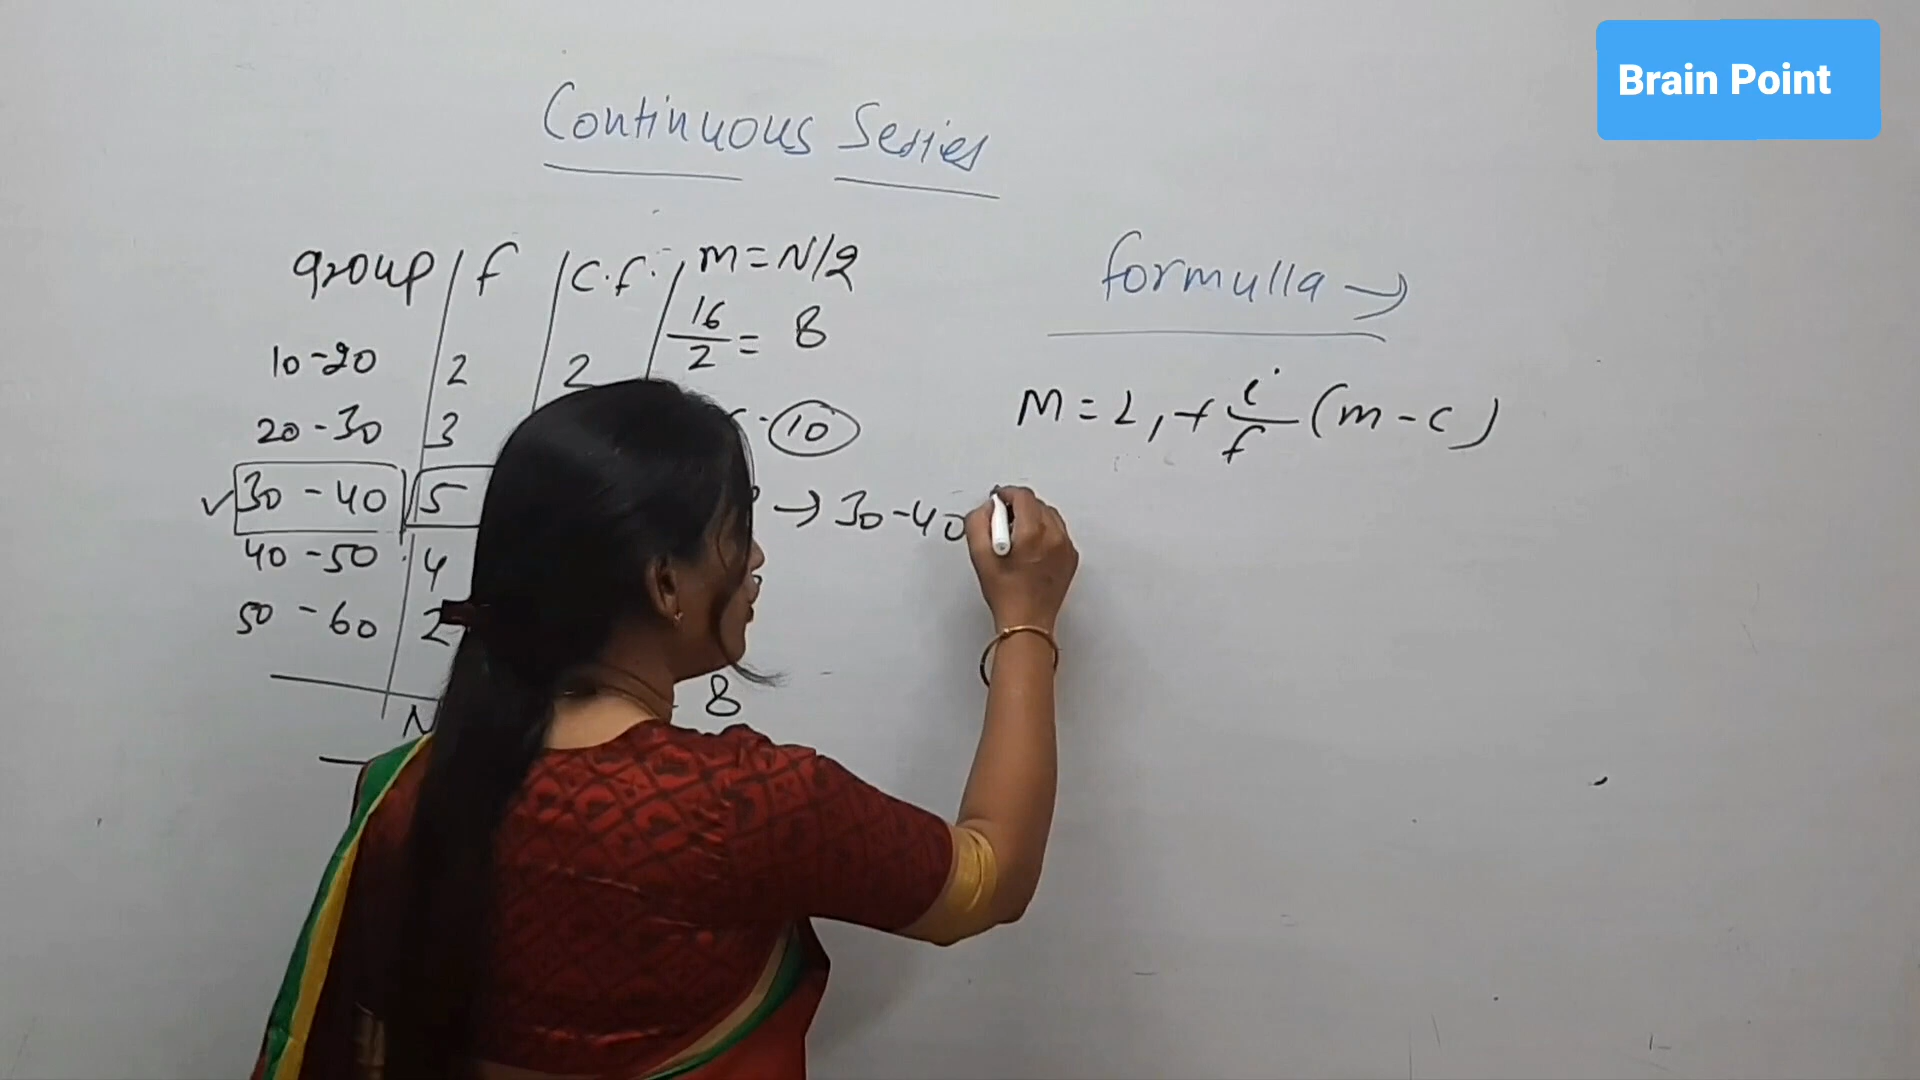 Brain Point
Continuous Series
group f c.f. m = N/2
16/2 = 8
10-20 2 2
20-30 3 10
30-40 5 → 30-40
40-50 4
50-60 2
8
N
formulla →
M = L1 + i/f (m - c)